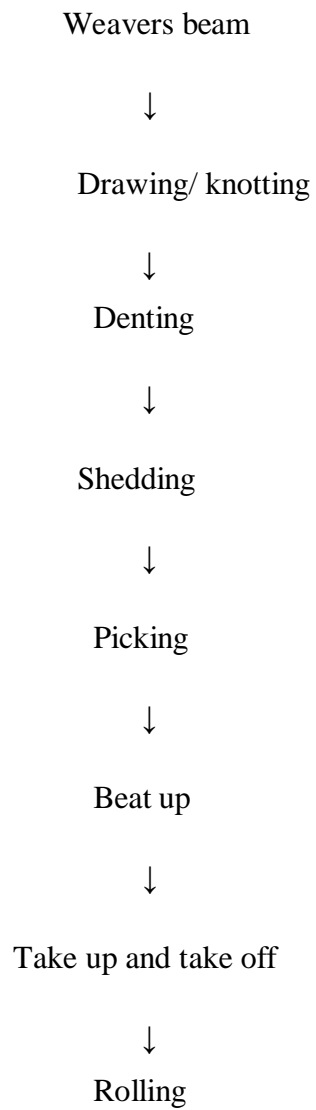 Weavers beam
↓
Drawing/ knotting
↓
Denting
↓
Shedding
↓
Picking
↓
Beat up
↓
Take up and take off
↓
Rolling